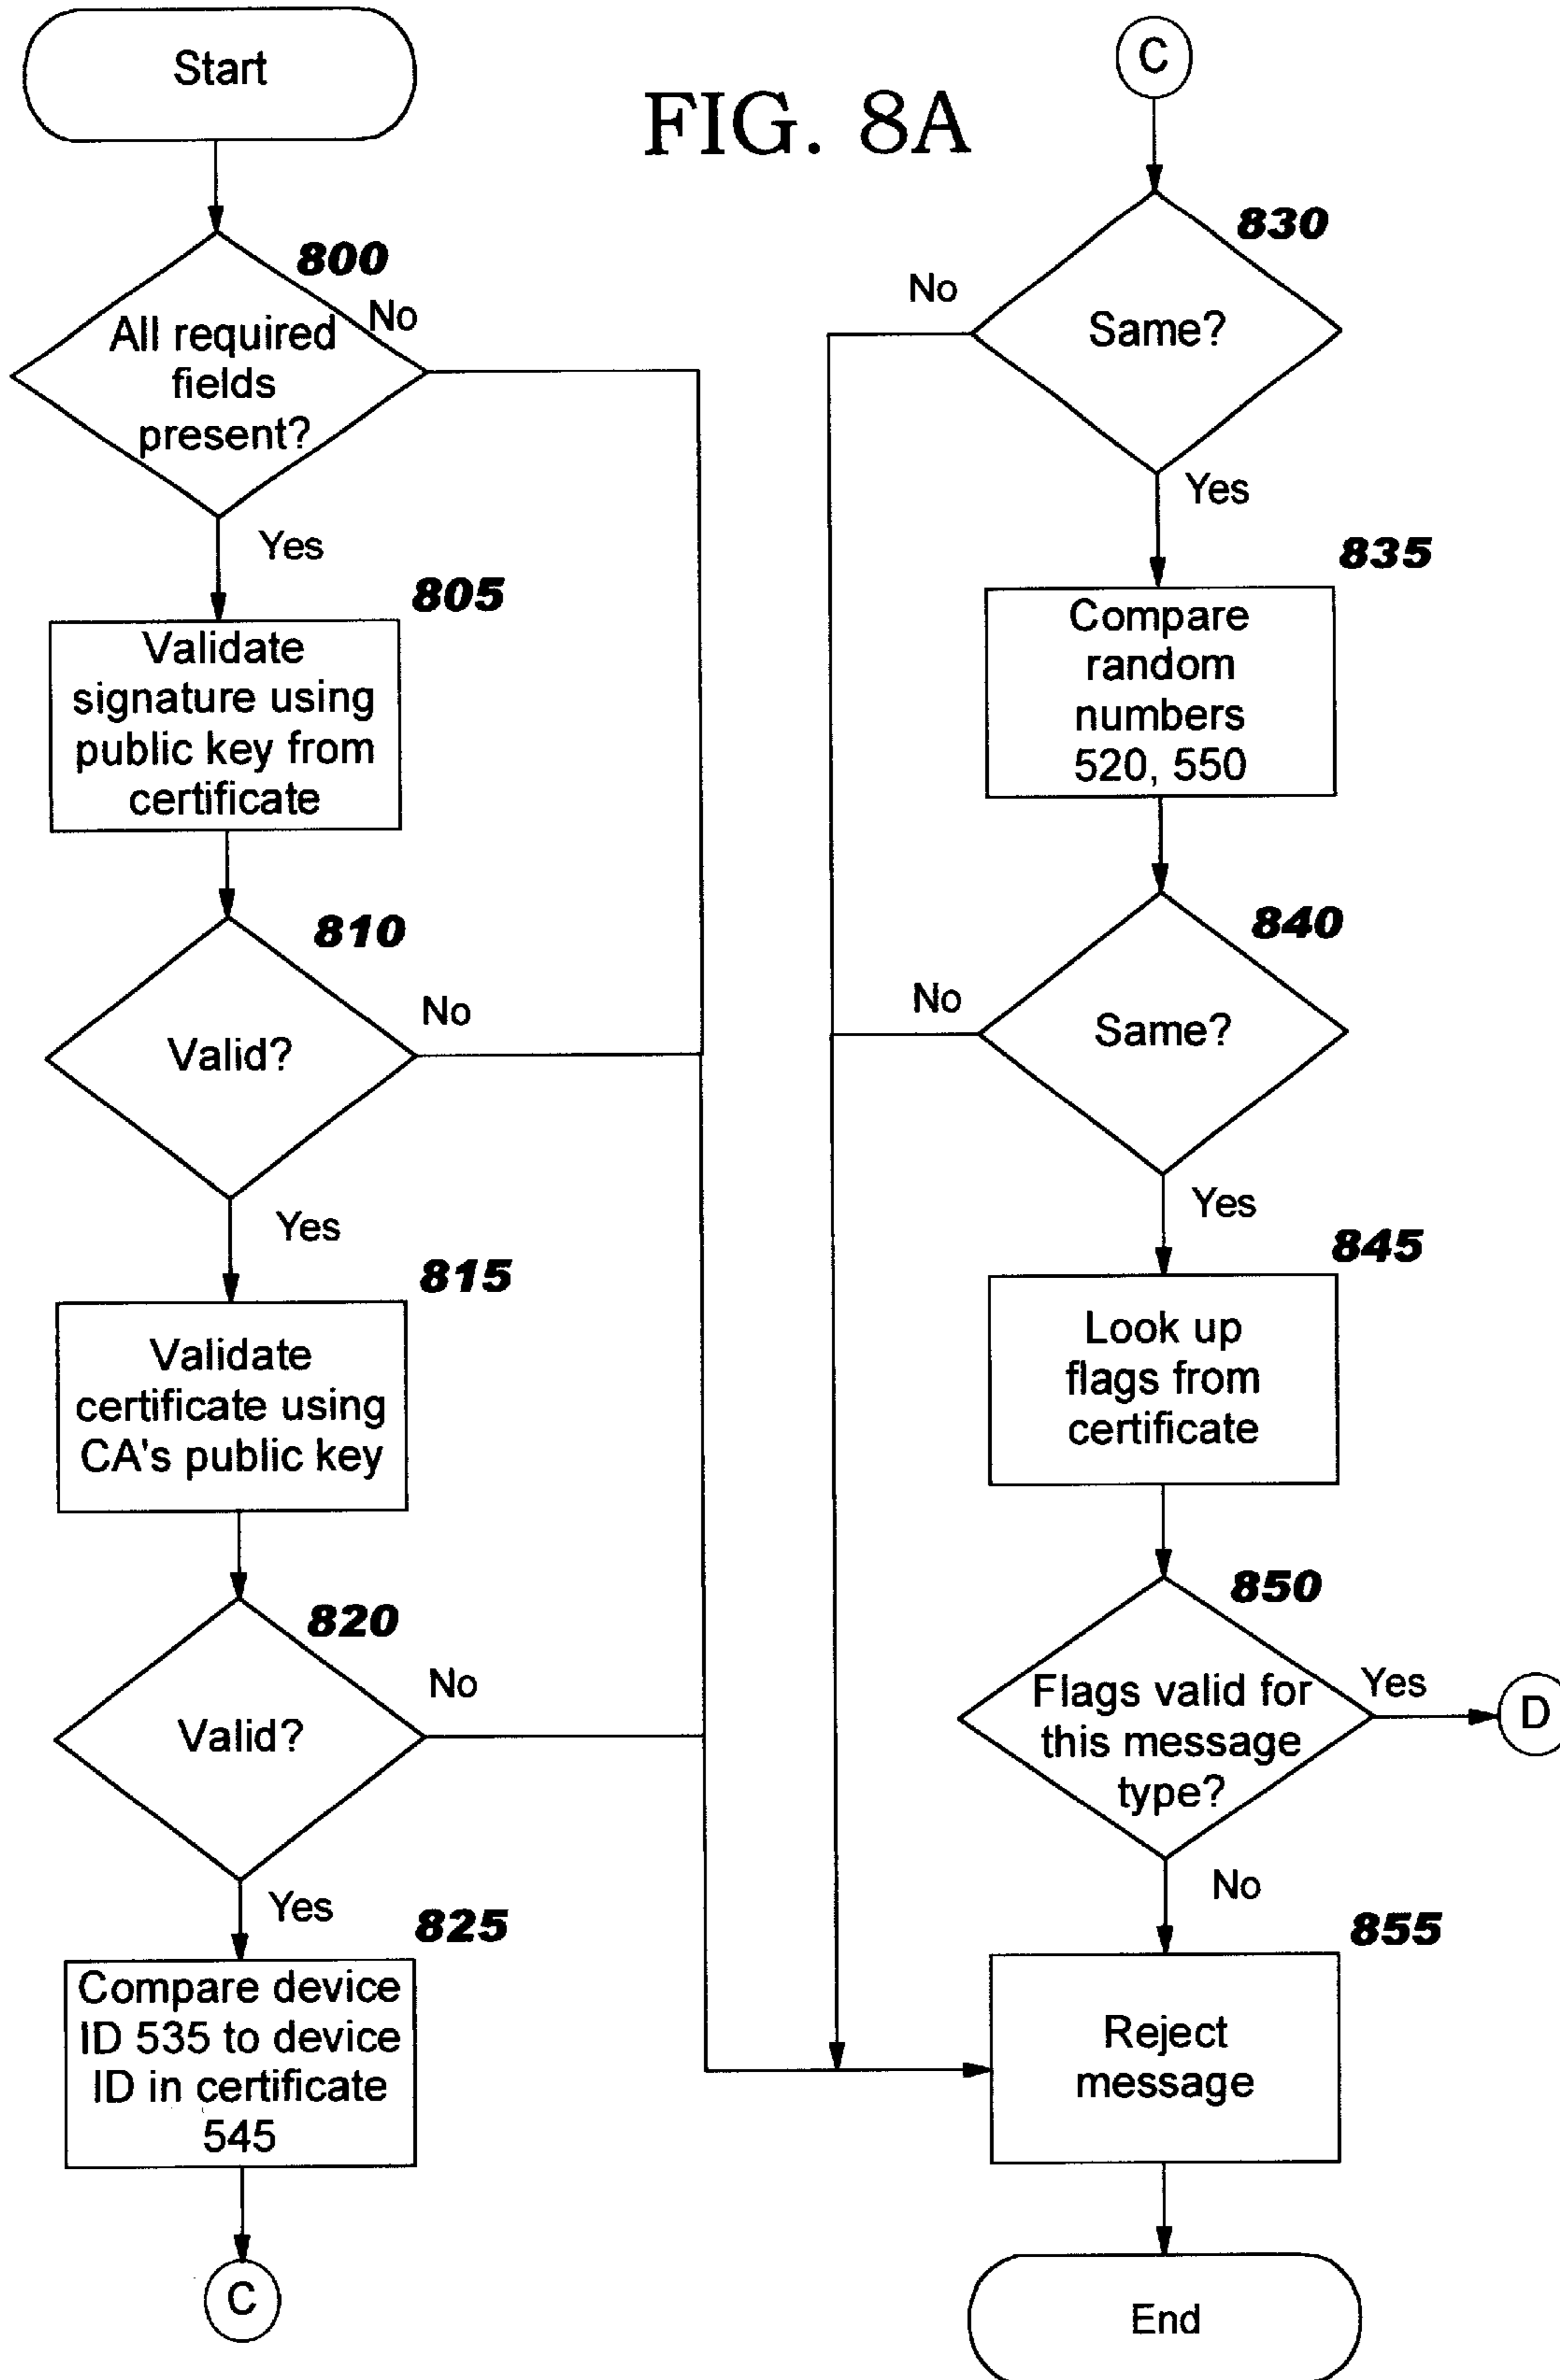 Start
FIG. 8A
800
No
All required
fields
present?
Yes
805
Validate
signature using
public key from
certificate
810
No
Valid?
Yes
815
Validate
certificate using
CA's public key
820
No
Valid?
Yes
825
Compare device
ID 535 to device
ID in certificate
545
C
C
830
No
Same?
Yes
835
Compare
random
numbers
520, 550
840
No
Same?
Yes
845
Look up
flags from
certificate
850
Yes
Flags valid for
this message
type?
D
No
855
Reject
message
End